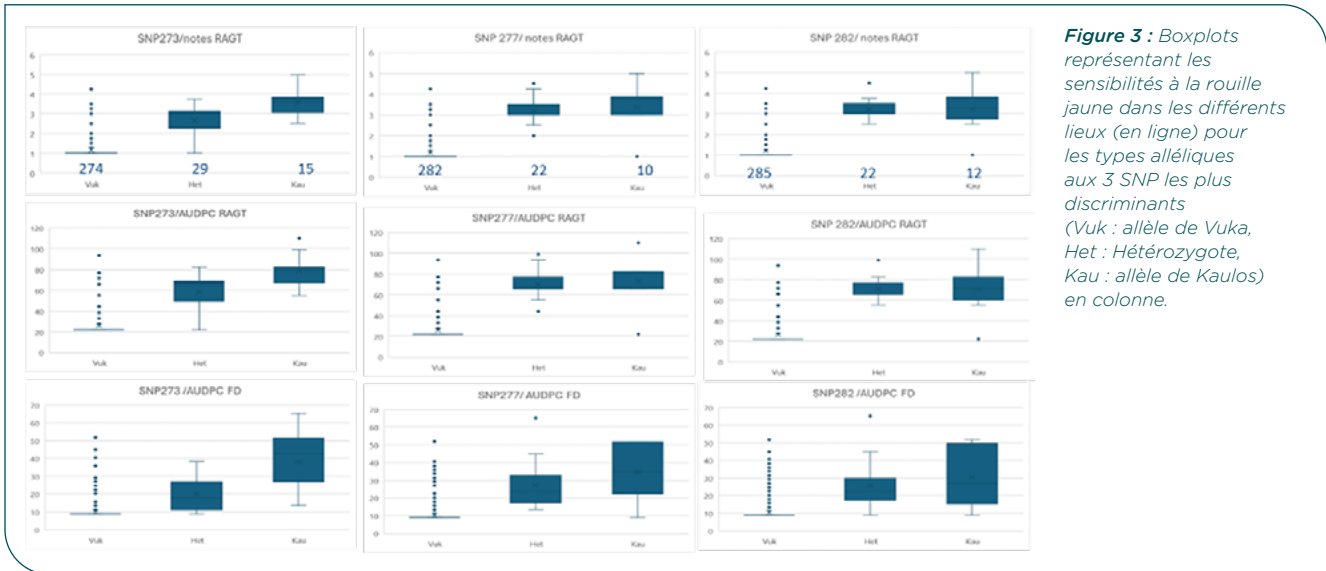 SNP273/notes RAGT
6
5
4
3
2
1
0
274
29
15
Vuk
Het
Kau
SNP 277/ notes RAGT
6
5
4
3
2
1
0
282
22
10
Vuk
Het
Kau
SNP 282/ notes RAGT
6
5
4
3
2
1
0
285
22
12
Vuk
Het
Kau
SNP273/AUDPC RAGT
120
100
80
60
40
20
0
Vuk
Het
Kau
SNP277/AUDPC RAGT
120
100
80
60
40
20
0
Vuk
Het
Kau
SNP 282/AUDPC RAGT
120
100
80
60
40
20
0
Vuk
Het
Kau
SNP273 /AUDPC FD
70
60
50
40
30
20
10
0
Vuk
Het
Kau
SNP277/ AUDPC FD
70
60
50
40
30
20
10
0
Vuk
Het
Kau
SNP282 /AUDPC FD
70
60
50
40
30
20
10
0
Vuk
Het
Kau
Figure 3 : Boxplots
représentant les
sensibilités à la rouille
jaune dans les différents
lieux (en ligne) pour
les types alléliques
aux 3 SNP les plus
discriminants
(Vuk : allèle de Vuka,
Het : Hétérozygote,
Kau : allèle de Kaulos)
en colonne.